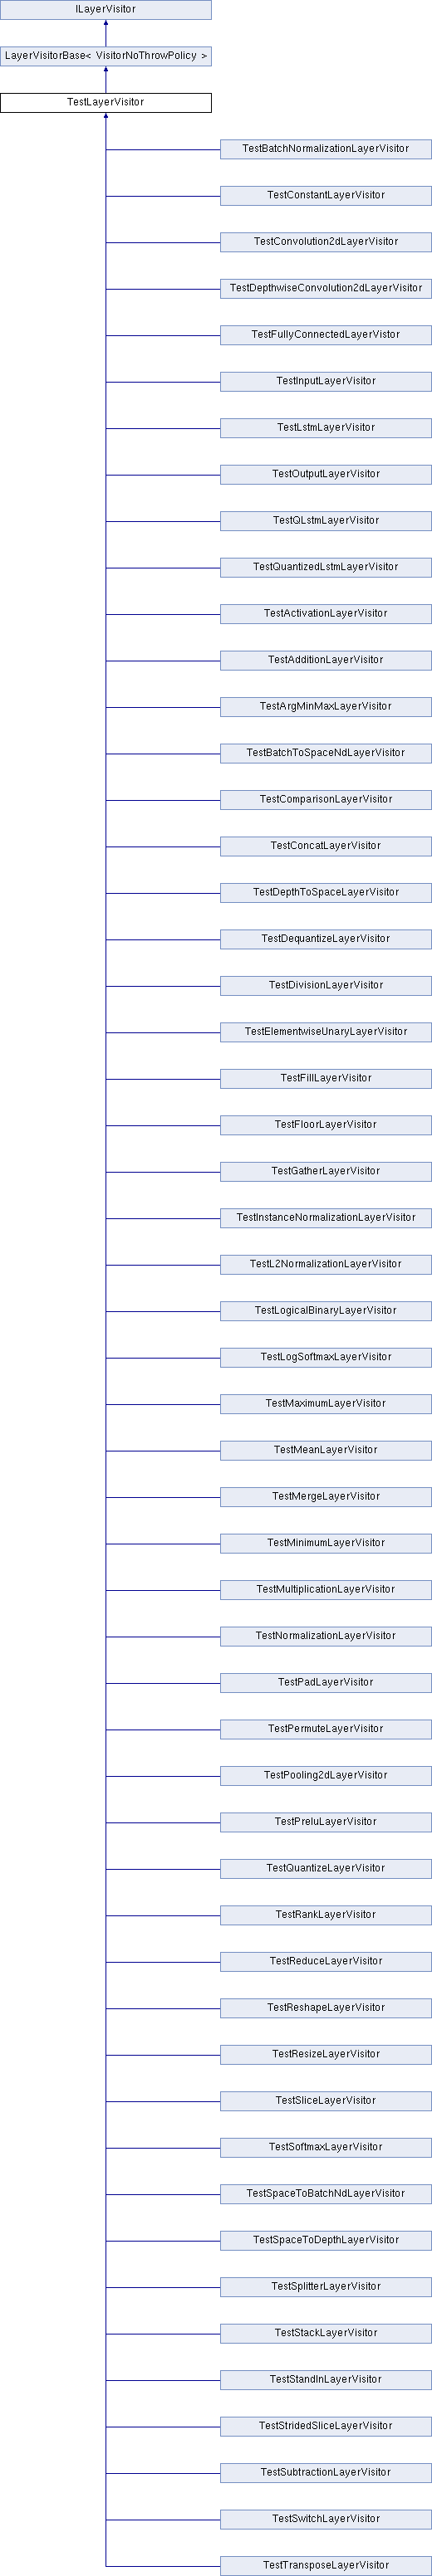 ILayerVisitor
LayerVisitorBase< VisitorNoThrowPolicy >
TestLayerVisitor
TestBatchNormalizationLayerVisitor
TestConstantLayerVisitor
TestConvolution2dLayerVisitor
TestDepthwiseConvolution2dLayerVisitor
TestFullyConnectedLayerVistor
TestInputLayerVisitor
TestLstmLayerVisitor
TestOutputLayerVisitor
TestQLstmLayerVisitor
TestQuantizedLstmLayerVisitor
TestActivationLayerVisitor
TestAdditionLayerVisitor
TestArgMinMaxLayerVisitor
TestBatchToSpaceNdLayerVisitor
TestComparisonLayerVisitor
TestConcatLayerVisitor
TestDepthToSpaceLayerVisitor
TestDequantizeLayerVisitor
TestDivisionLayerVisitor
TestElementwiseUnaryLayerVisitor
TestFillLayerVisitor
TestFloorLayerVisitor
TestGatherLayerVisitor
TestInstanceNormalizationLayerVisitor
TestL2NormalizationLayerVisitor
TestLogicalBinaryLayerVisitor
TestLogSoftmaxLayerVisitor
TestMaximumLayerVisitor
TestMeanLayerVisitor
TestMergeLayerVisitor
TestMinimumLayerVisitor
TestMultiplicationLayerVisitor
TestNormalizationLayerVisitor
TestPadLayerVisitor
TestPermuteLayerVisitor
TestPooling2dLayerVisitor
TestPreluLayerVisitor
TestQuantizeLayerVisitor
TestRankLayerVisitor
TestReduceLayerVisitor
TestReshapeLayerVisitor
TestResizeLayerVisitor
TestSliceLayerVisitor
TestSoftmaxLayerVisitor
TestSpaceToBatchNdLayerVisitor
TestSpaceToDepthLayerVisitor
TestSplitterLayerVisitor
TestStackLayerVisitor
TestStandInLayerVisitor
TestStridedSliceLayerVisitor
TestSubtractionLayerVisitor
TestSwitchLayerVisitor
TestTransposeLayerVisitor